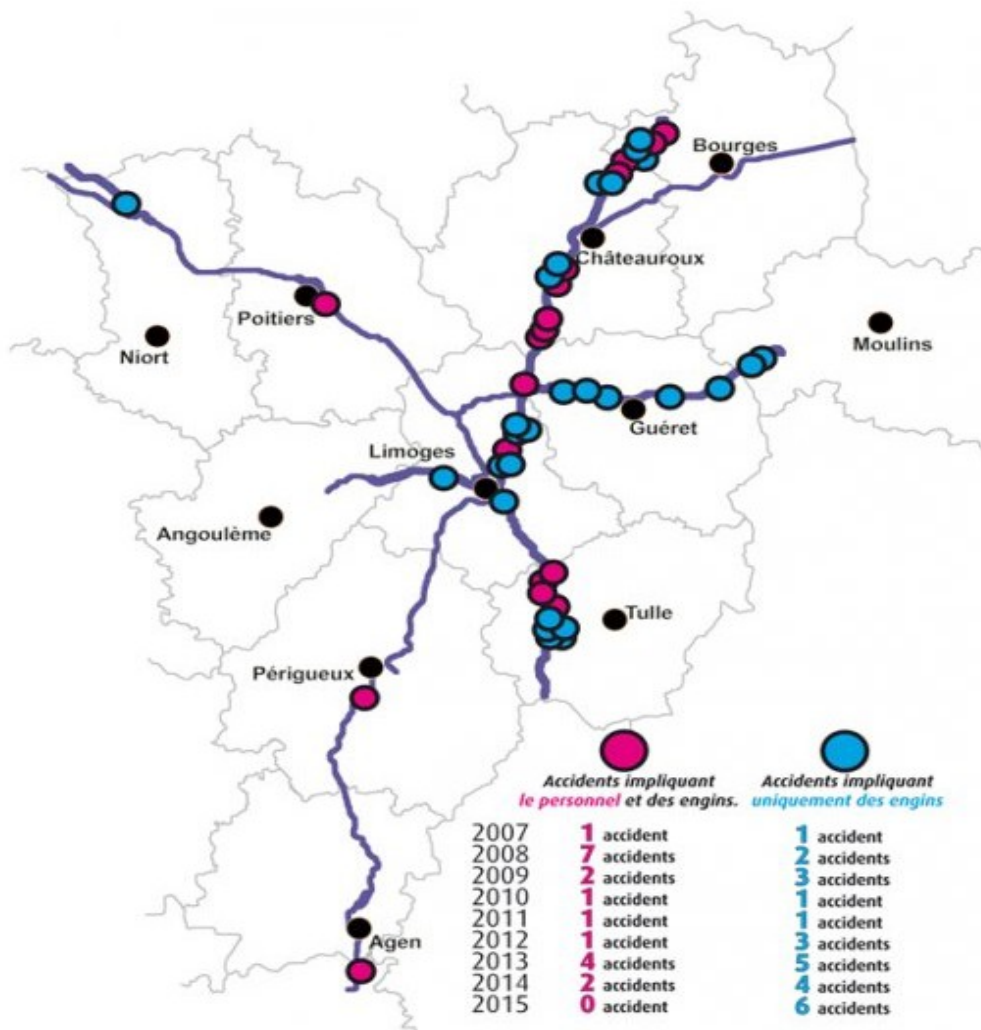 Bourges
Châteauroux
Poitiers
Niort
Moulins
Guéret
Limoges
Angoulème
Tulle
Périgueux
Agen
Accidents impliquant
le personnel et des engins.
Accidents impliquant
uniquement des engins
2007 1 accident 1 accident
2008 7 accidents 2 accidents
2009 2 accidents 3 accidents
2010 1 accident 1 accident
2011 1 accident 1 accident
2012 1 accident 3 accidents
2013 4 accidents 5 accidents
2014 2 accidents 4 accidents
2015 0 accident 6 accidents